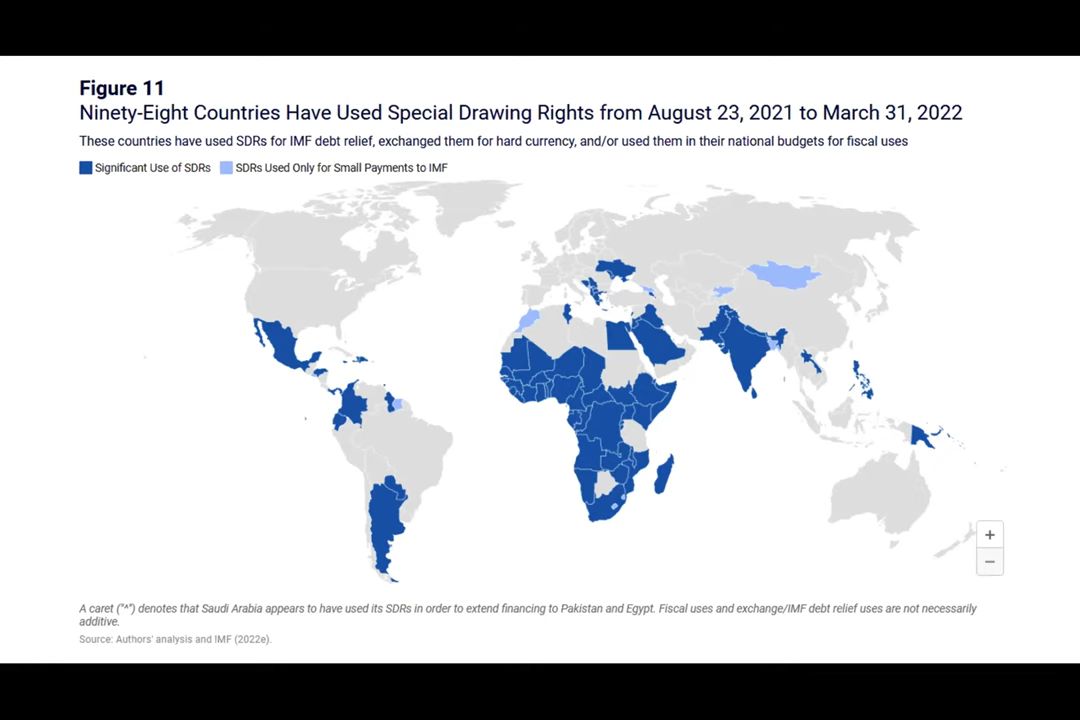 Figure 11
Ninety-Eight Countries Have Used Special Drawing Rights from August 23, 2021 to March 31, 2022
These countries have used SDRs for IMF debt relief, exchanged them for hard currency, and/or used them in their national budgets for fiscal uses
Significant Use of SDRs SDRs Used Only for Small Payments to IMF
+
−
A caret ("^") denotes that Saudi Arabia appears to have used its SDRs in order to extend financing to Pakistan and Egypt. Fiscal uses and exchange/IMF debt relief uses are not necessarily
additive.
Source: Authors' analysis and IMF (2022e).